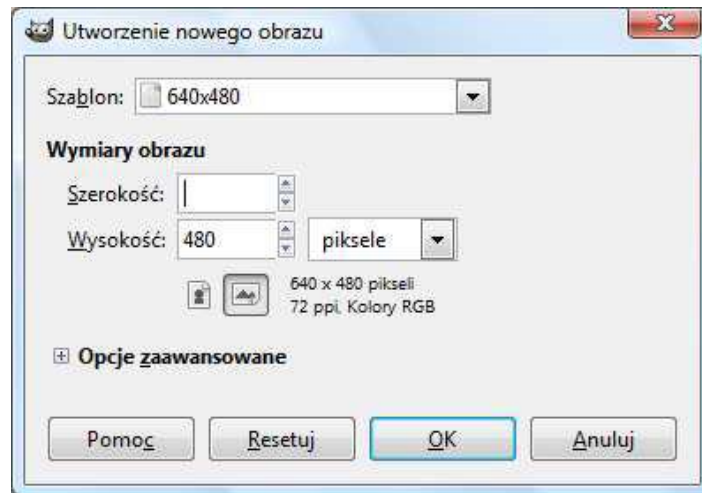 Utworzenie nowego obrazu
Szablon: 640x480
Wymiary obrazu
Szerokość:
Wysokość: 480 piksele
640 x 480 pikseli
72 ppi, Kolory RGB
Opcje zaawansowane
Pomoc Resetuj OK Anuluj